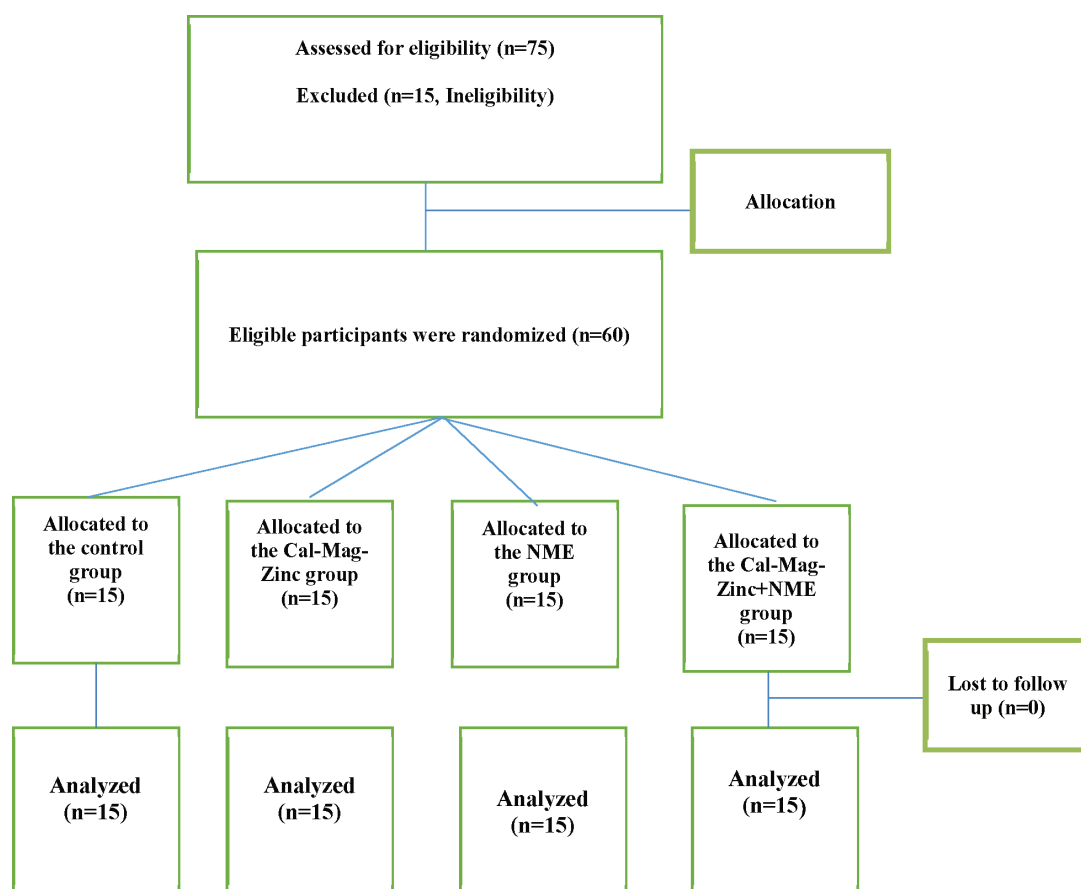 Assessed for eligibility (n=75)
Excluded (n=15, Ineligibility)
Allocation
Eligible participants were randomized (n=60)
Allocated to
the control
group
(n=15)
Allocated to
the Cal-Mag-
Zinc group
(n=15)
Allocated to
the NME
group
(n=15)
Allocated to
the Cal-Mag-
Zinc+NME
group
(n=15)
Lost to follow
up (n=0)
Analyzed
(n=15)
Analyzed
(n=15)
Analyzed
(n=15)
Analyzed
(n=15)